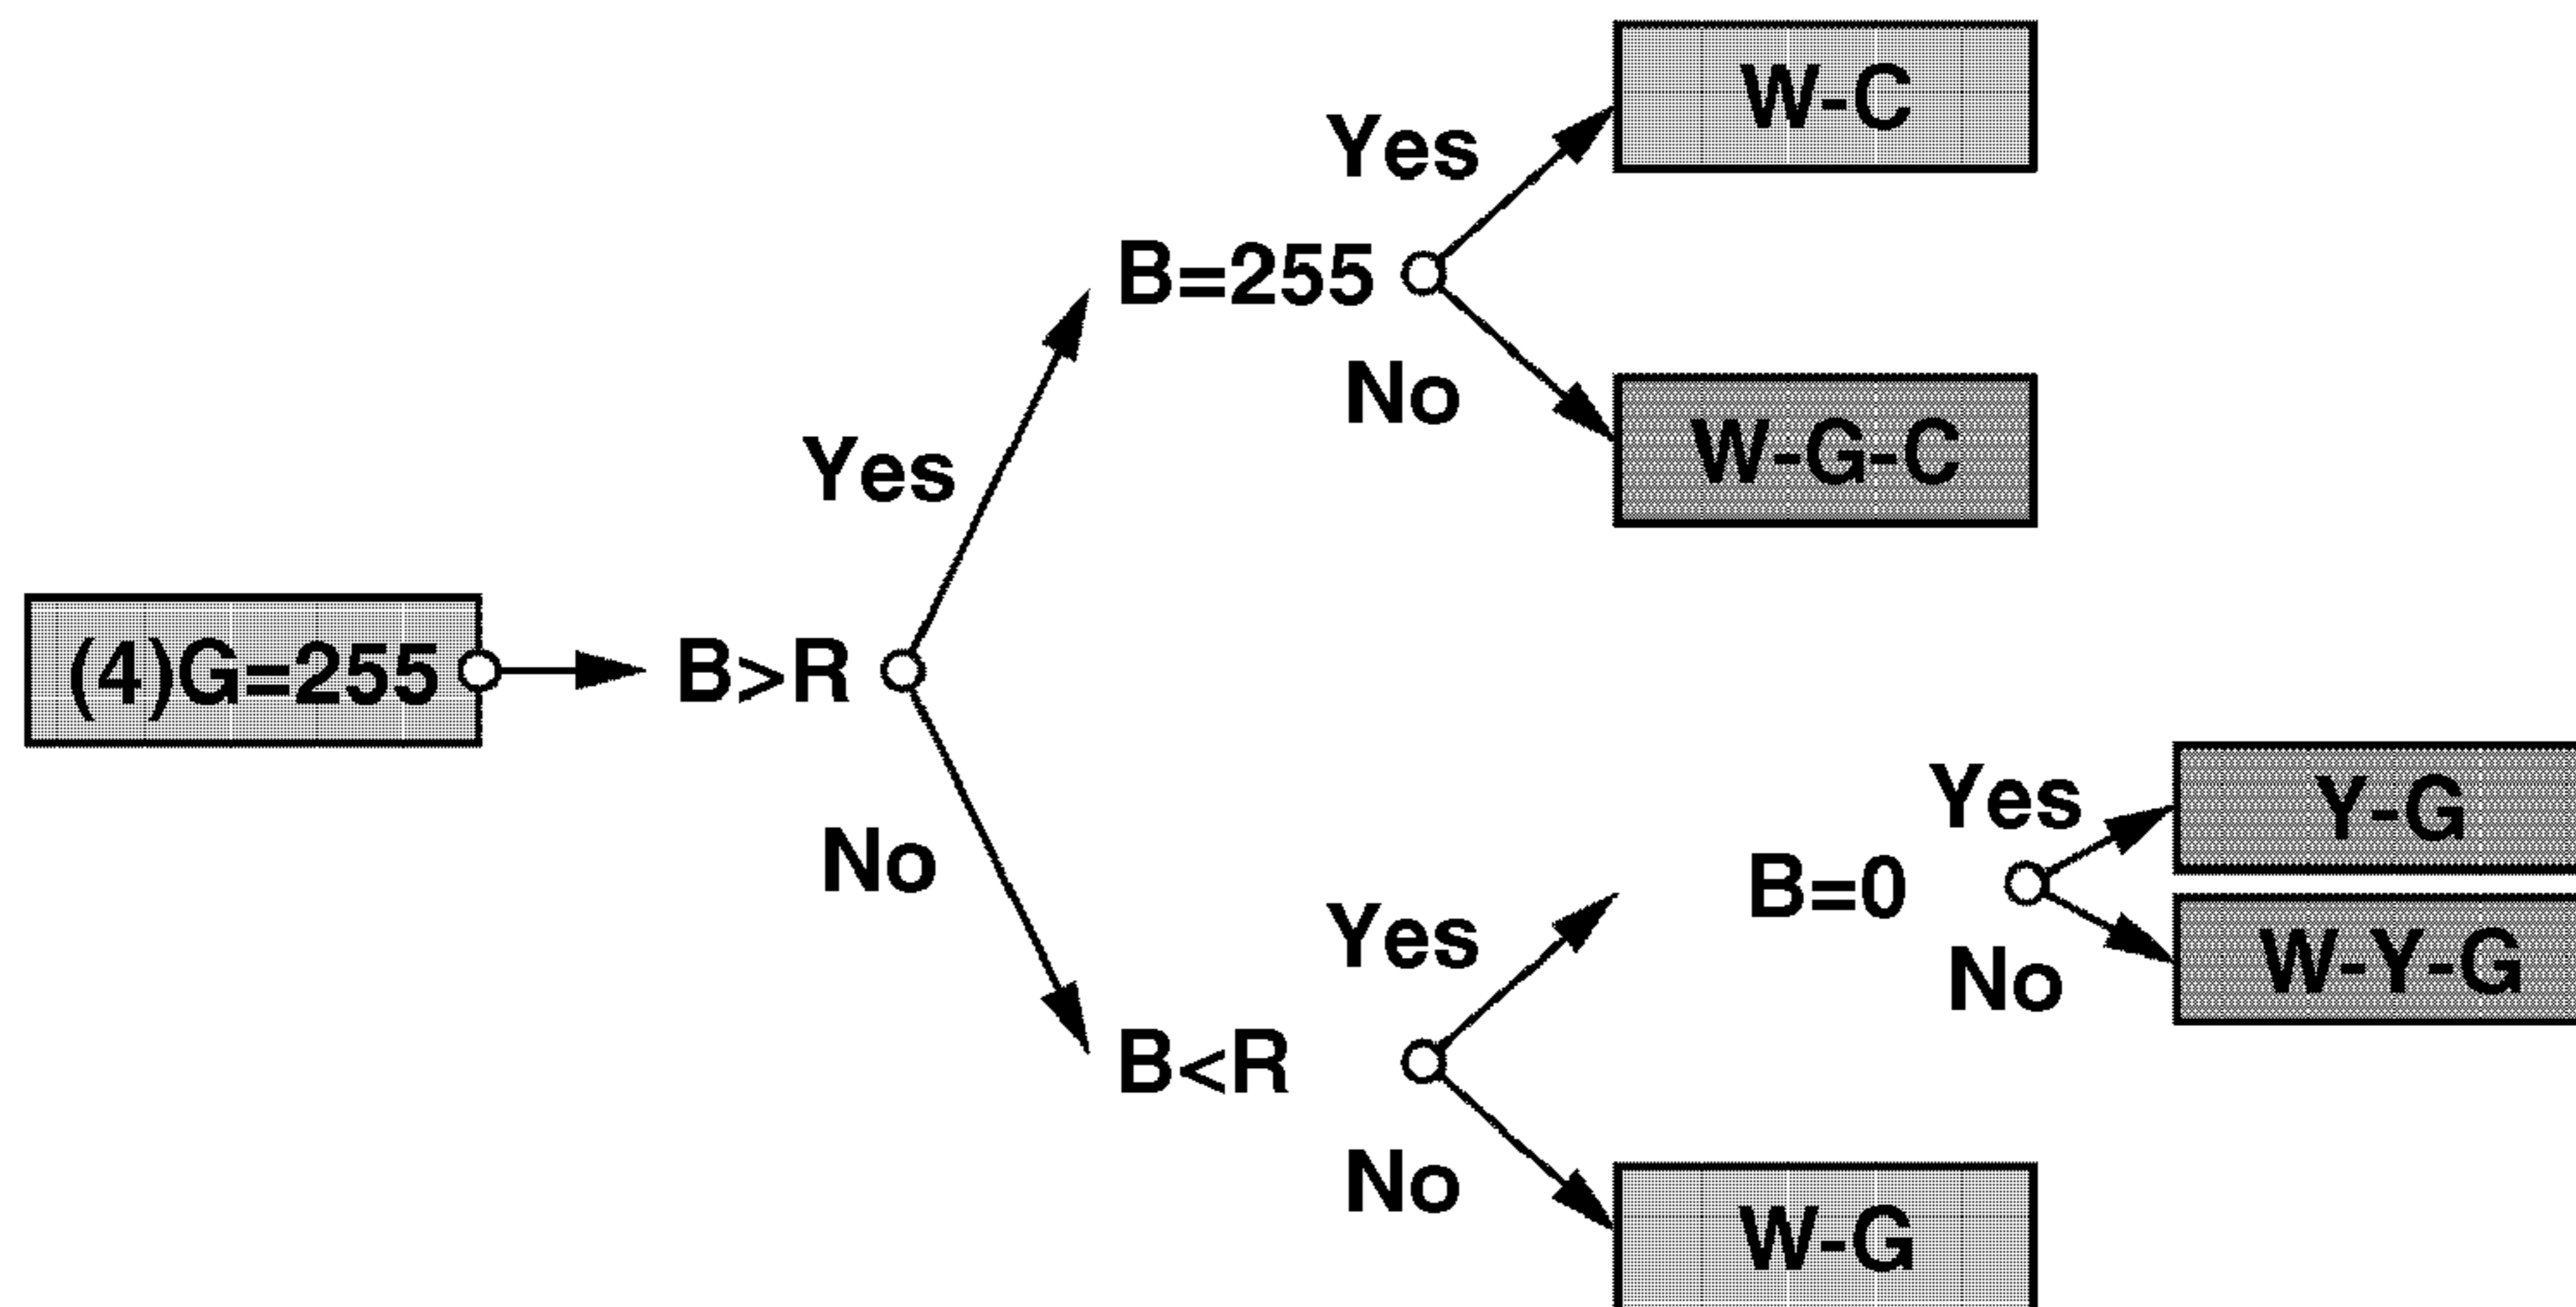 W-C
Yes
B=255
No
W-G-C
Yes
(4)G=255
B>R
No
Yes
Y-G
B=0
Yes
W-Y-G
No
B<R
No
W-G